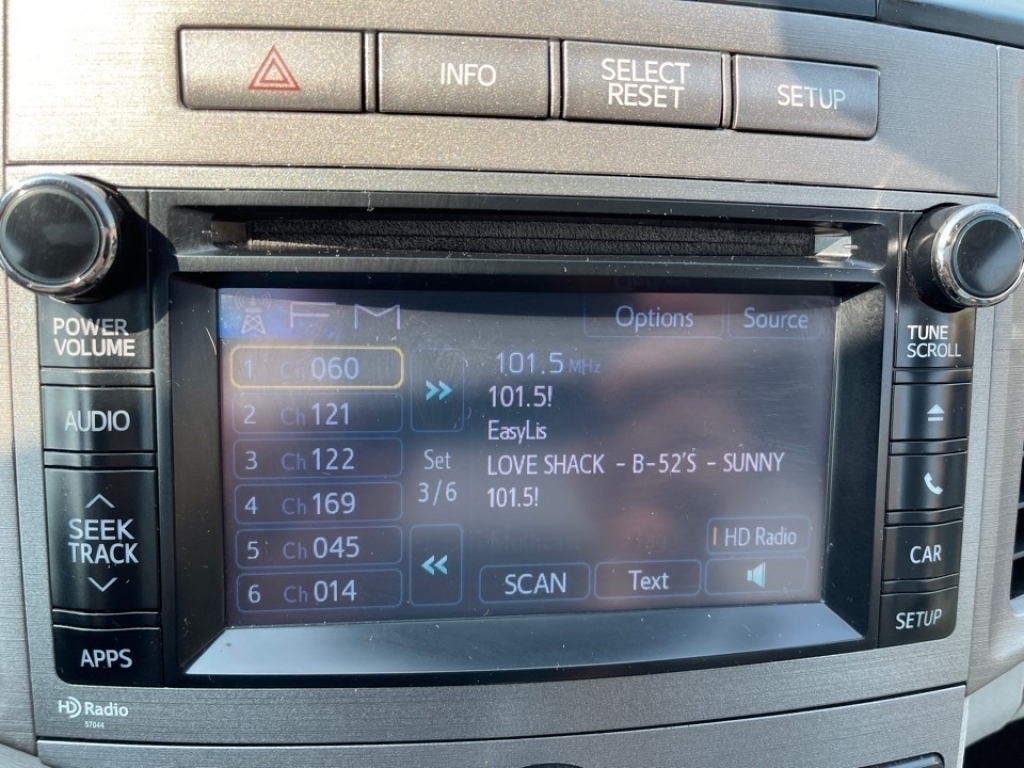 INFO
SELECT
RESET
SETUP
POWER
VOLUME
AUDIO
SEEK
TRACK
APPS
HD Radio
57044
FM
Options
Source
1 Ch 060
2 Ch 121
3 Ch 122
4 Ch 169
5 Ch 045
6 Ch 014
Set
3/6
101.5 MHz
101.5!
EasyLis
LOVE SHACK - B-52'S - SUNNY
101.5!
HD Radio
SCAN
Text
TUNE
SCROLL
CAR
SETUP